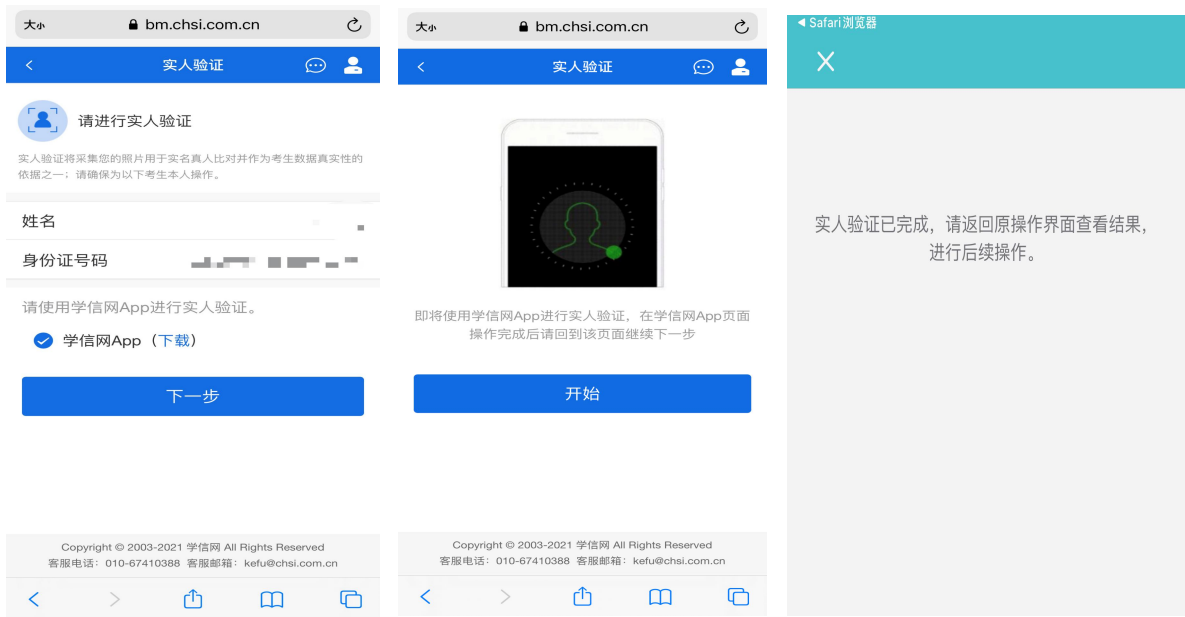 大小 bm.chsi.com.cn
实人验证
请进行实人验证
实人验证将采集您的照片用于实名真人比对并作为考生数据真实性的
依据之一；请确保为以下考生本人操作。
姓名
身份证号码
请使用学信网App进行实人验证。
学信网App（下载）
下一步
Copyright © 2003-2021 学信网 All Rights Reserved
客服电话：010-67410388 客服邮箱：kefu@chsi.com.cn
大小 bm.chsi.com.cn
实人验证
即将使用学信网App进行实人验证，在学信网App页面
操作完成后请回到该页面继续下一步
开始
Copyright © 2003-2021 学信网 All Rights Reserved
客服电话：010-67410388 客服邮箱：kefu@chsi.com.cn
Safari浏览器
实人验证已完成，请返回原操作界面查看结果，
进行后续操作。